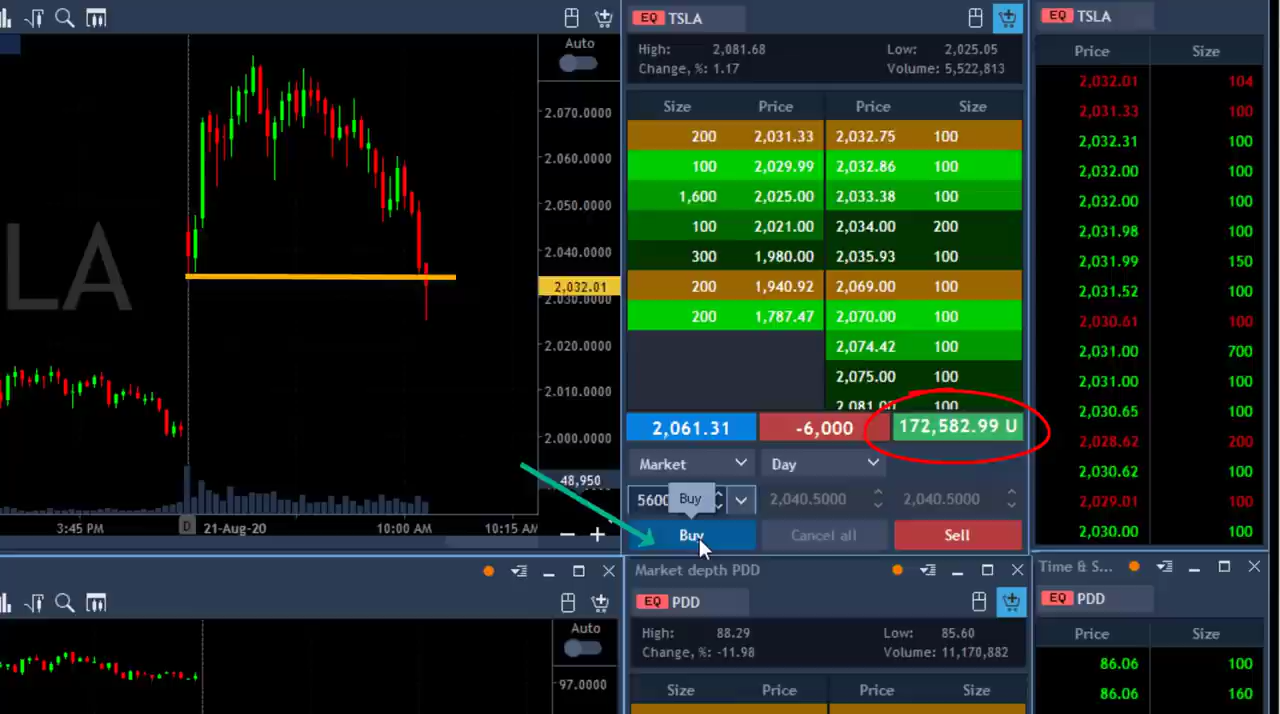 Auto
2,070.0000
2,060.0000
2,050.0000
2,040.0000
2,032.01
2,030.0000
2,020.0000
2,010.0000
2,000.0000
48,950
LA
3:45 PM D 21-Aug-20 10:00 AM 10:15 AM
EQ TSLA
High: 2,081.68 Low: 2,025.05
Change, %: 1.17 Volume: 5,522,813
Size Price Price Size
200 2,031.33 2,032.75 100
100 2,029.99 2,032.86 100
1,600 2,025.00 2,033.38 100
100 2,021.00 2,034.00 200
300 1,980.00 2,035.93 100
200 1,940.92 2,069.00 100
200 1,787.47 2,070.00 100
2,074.42 100
2,075.00 100
2,081.00 100
2,061.31 -6,000 172,582.99 U
Market Day
5600 Buy 2,040.5000 2,040.5000
Buy Cancel all Sell
EQ TSLA
Price Size
2,032.01 104
2,031.33 100
2,032.31 100
2,032.00 100
2,032.00 100
2,031.98 100
2,031.99 150
2,031.52 100
2,030.61 100
2,031.00 700
2,031.00 100
2,030.65 100
2,028.62 200
2,030.62 100
2,029.01 100
2,030.00 100
Auto
97.0000
Market depth PDD
EQ PDD
High: 88.29 Low: 85.60
Change, %: -11.98 Volume: 11,170,882
Size Price Price Size
Time & S...
EQ PDD
Price Size
86.06 100
86.06 160